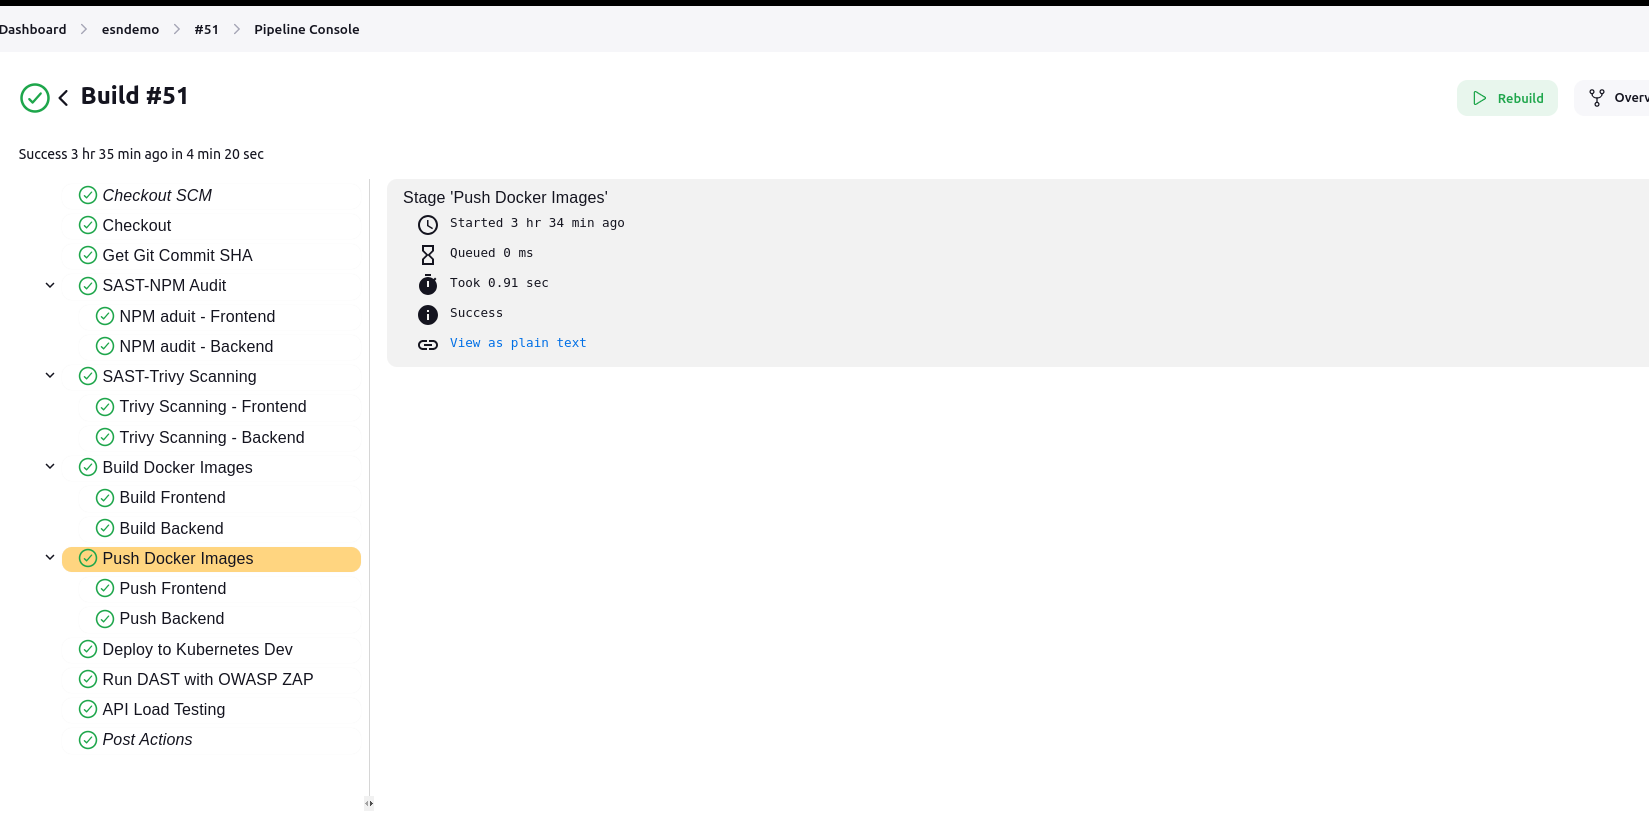 Dashboard > esndemo > #51 > Pipeline Console
Build #51
Rebuild
Overv
Success 3 hr 35 min ago in 4 min 20 sec
Checkout SCM
Checkout
Get Git Commit SHA
SAST-NPM Audit
NPM aduit - Frontend
NPM audit - Backend
SAST-Trivy Scanning
Trivy Scanning - Frontend
Trivy Scanning - Backend
Build Docker Images
Build Frontend
Build Backend
Push Docker Images
Push Frontend
Push Backend
Deploy to Kubernetes Dev
Run DAST with OWASP ZAP
API Load Testing
Post Actions
Stage 'Push Docker Images'
Started 3 hr 34 min ago
Queued 0 ms
Took 0.91 sec
Success
View as plain text